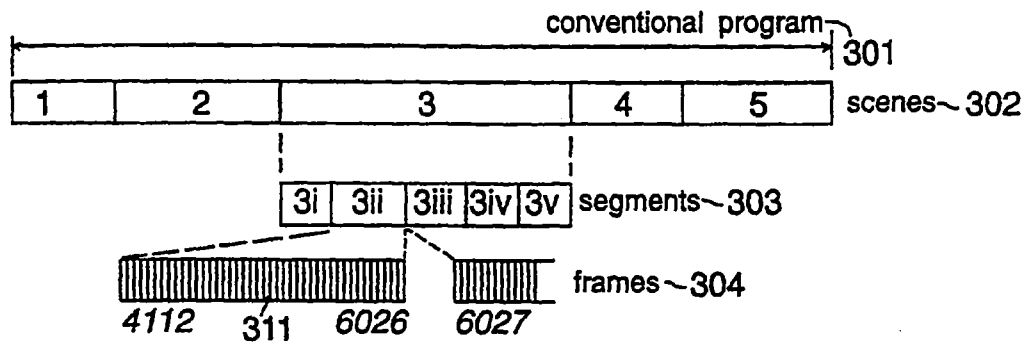 conventional program 301
1 2 3 4 5 scenes 302
3i 3ii 3iii 3iv 3v segments 303
frames 304
4112 311 6026 6027